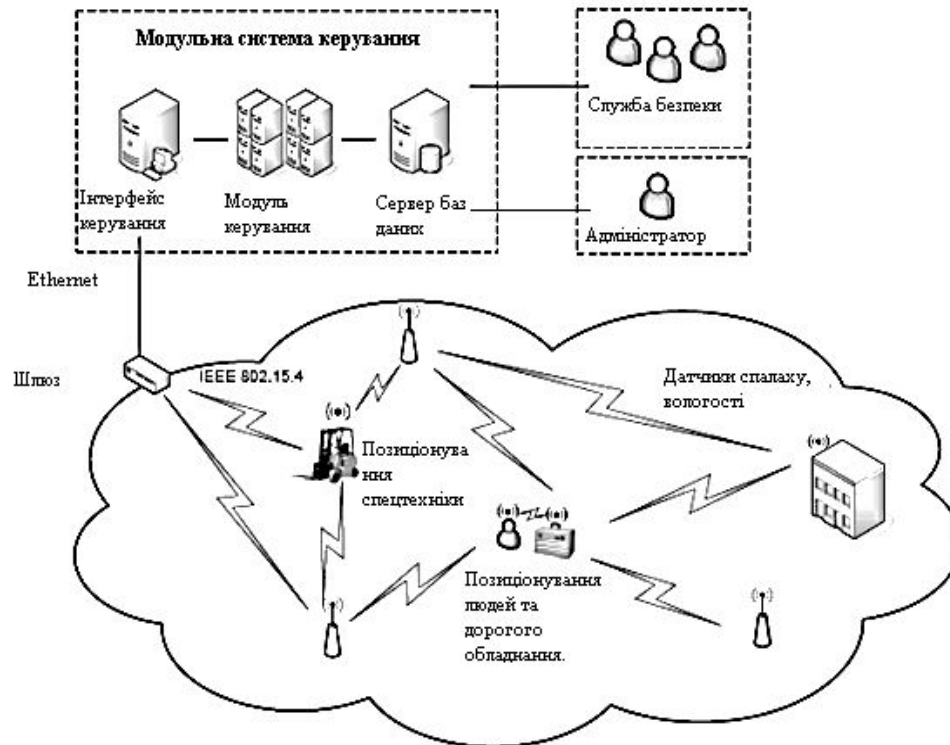 Модульна система керування
Служба безпеки
Інтерфейс
керування
Модуль
керування
Сервер баз
даних
Адміністратор
Ethernet
Шлюз
IEEE 802.15.4
Датчики спалаху,
вологості
Позиціонува
ння
спецтехніки
Позиціонування
людей та
дорогого
обладнання.